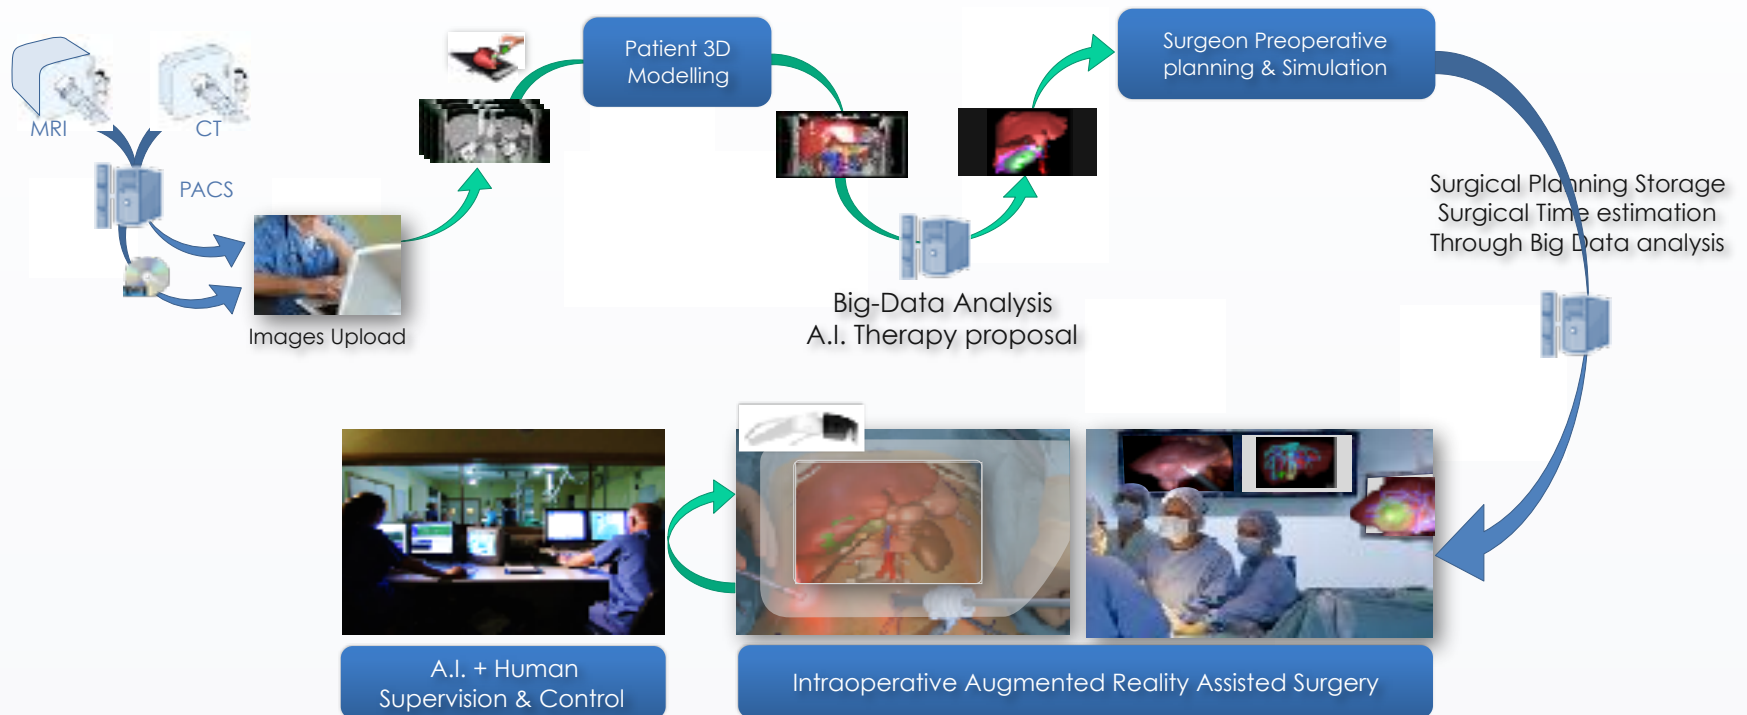 MRI
CT
PACS
Images Upload
Patient 3D
Modelling
Big-Data Analysis
A.I. Therapy proposal
Surgeon Preoperative
planning & Simulation
Surgical Planning Storage
Surgical Time estimation
Through Big Data analysis
A.I. + Human
Supervision & Control
Intraoperative Augmented Reality Assisted Surgery